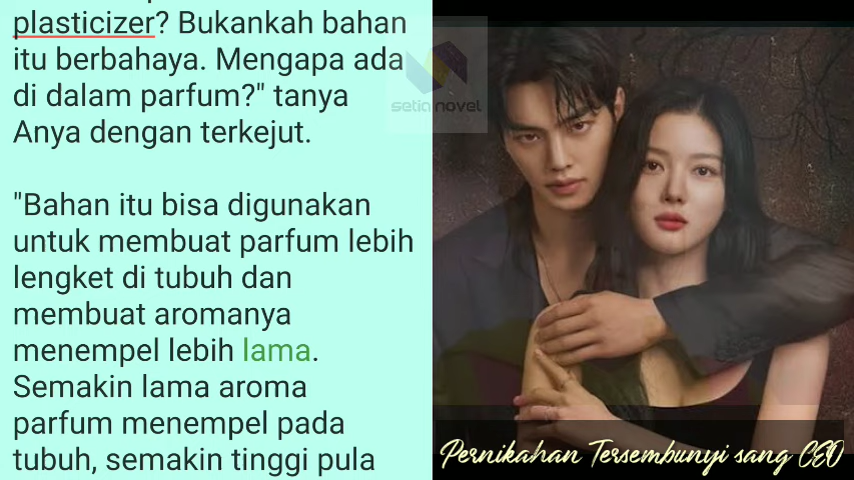 plasticizer? Bukankah bahan
itu berbahaya. Mengapa ada
di dalam parfum?" tanya
Anya dengan terkejut.
"Bahan itu bisa digunakan
untuk membuat parfum lebih
lengket di tubuh dan
membuat aromanya
menempel lebih lama.
Semakin lama aroma
parfum menempel pada
tubuh, semakin tinggi pula
setia novel
Pernikahan Tersembunyi sang CEO